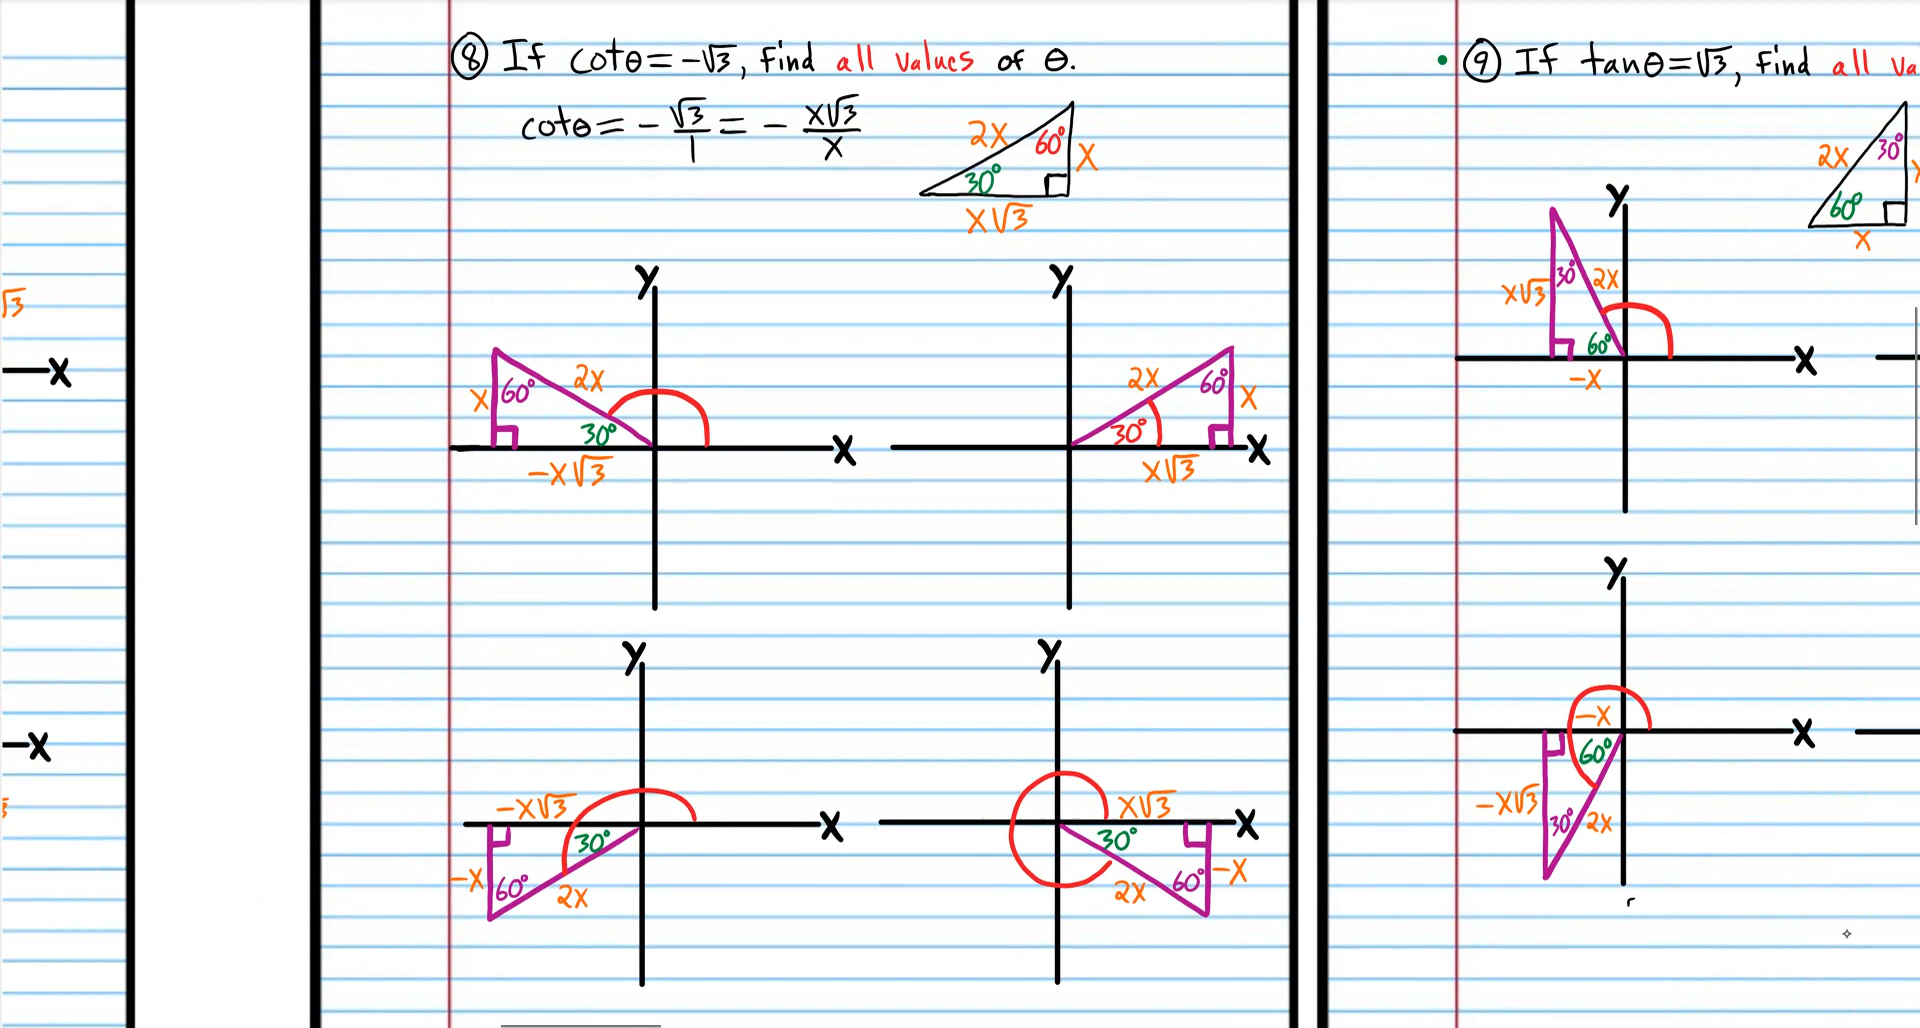 ⑧ If cotθ = -√3, find all values of θ.
cotθ = - √3/1 = - x√3/x
2x 60° x
30°
x√3
y
60° 2x
x
30°
x
-x√3
y
2x 60° x
30°
x
x√3
y
-x√3
x
30°
-x 60°
2x
y
x√3
x
30°
60° -x
2x
• ⑨ If tanθ = √3, find all va
2x 30°
60°
x
y
x√3 30° 2x
60°
x
-x
y
-x
x
60°
-x√3
30° 2x
√3
x
x